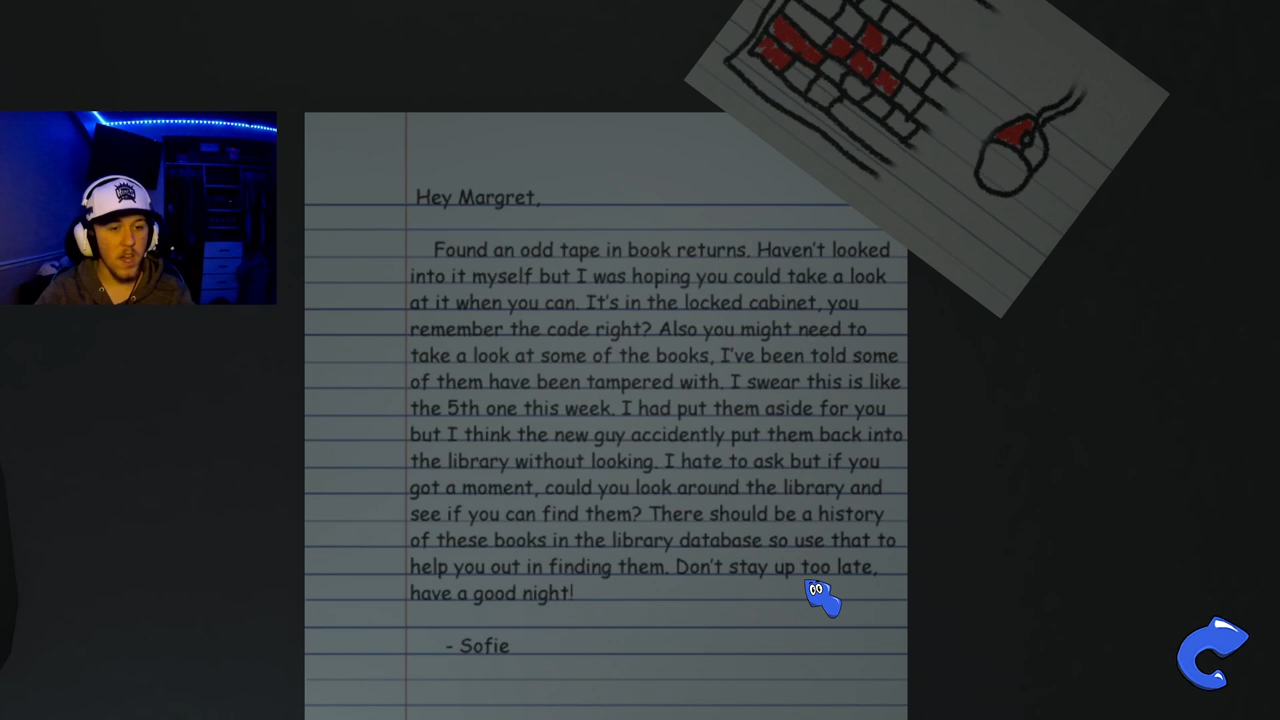 Hey Margret,
Found an odd tape in book returns. Haven't looked
into it myself but I was hoping you could take a look
at it when you can. It's in the locked cabinet, you
remember the code right? Also you might need to
take a look at some of the books, I've been told some
of them have been tampered with. I swear this is like
the 5th one this week. I had put them aside for you
but I think the new guy accidently put them back into
the library without looking. I hate to ask but if you
got a moment, could you look around the library and
see if you can find them? There should be a history
of these books in the library database so use that to
help you out in finding them. Don't stay up too late,
have a good night!
- Sofie